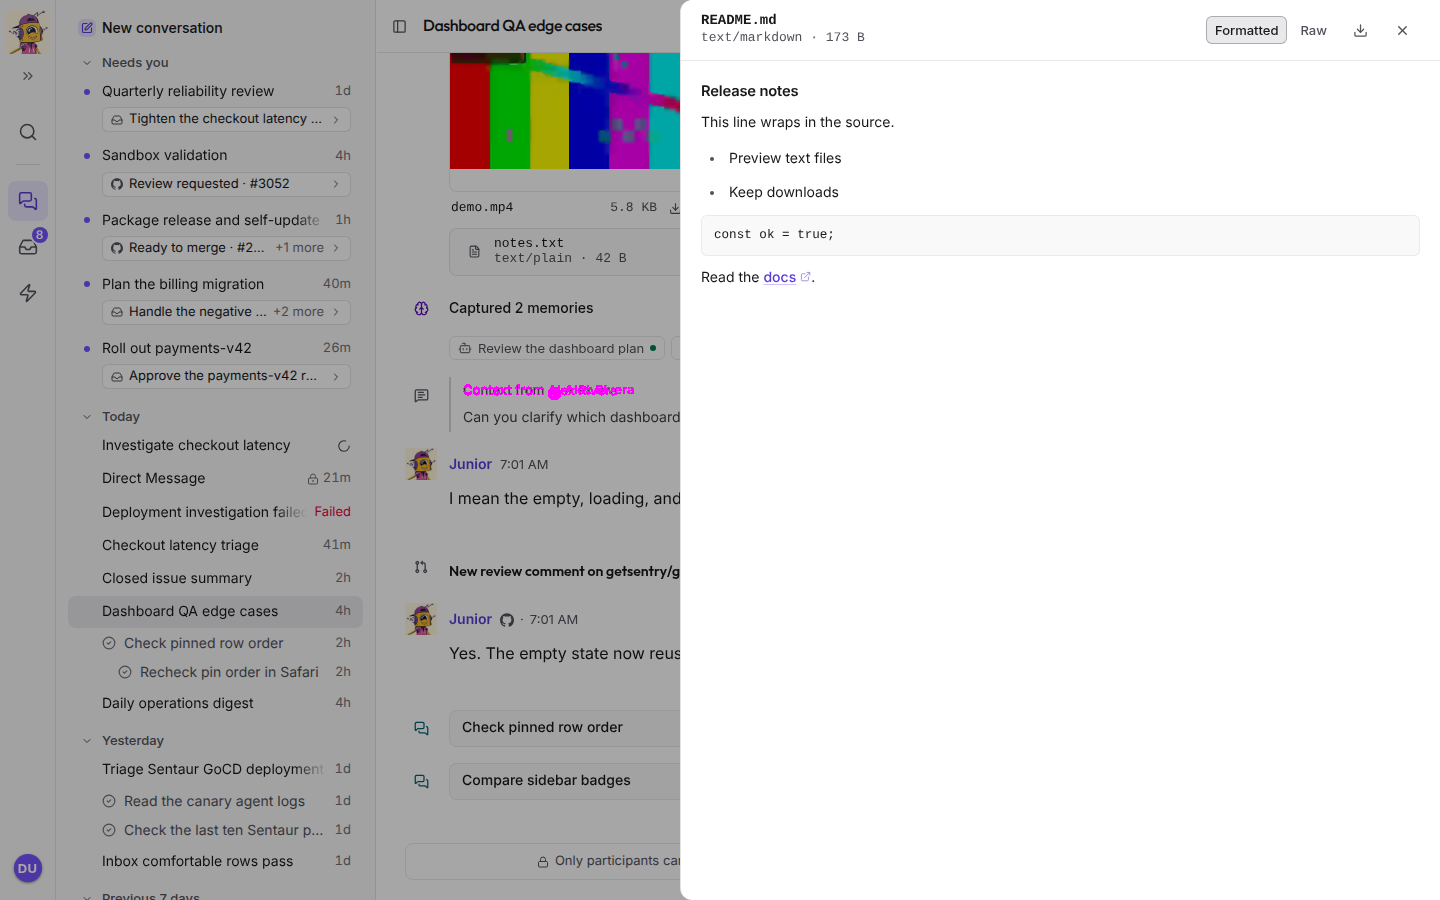 New conversation
Needs you
Quarterly reliability review 1d
Tighten the checkout latency ...
Sandbox validation 4h
Review requested · #3052
Package release and self-update 1h
Ready to merge · #2... +1 more
Plan the billing migration 40m
Handle the negative ... +2 more
Roll out payments-v42 26m
Approve the payments-v42 r...
Today
Investigate checkout latency
Direct Message 21m
Deployment investigation failed Failed
Checkout latency triage 41m
Closed issue summary 2h
Dashboard QA edge cases 4h
Check pinned row order 2h
Recheck pin order in Safari 2h
Daily operations digest 4h
Yesterday
Triage Sentaur GoCD deployment 1d
Read the canary agent logs 1d
Check the last ten Sentaur p... 1d
Inbox comfortable rows pass 1d
Previous 7 days
8
DU
Dashboard QA edge cases
demo.mp4 5.8 KB
notes.txt
text/plain · 42 B
Captured 2 memories
Review the dashboard plan
Context from
Can you clarify which dashboard
Junior 7:01 AM
I mean the empty, loading, and
New review comment on getsentry/g
Junior · 7:01 AM
Yes. The empty state now reus
Check pinned row order
Compare sidebar badges
Only participants can
README.md
text/markdown · 173 B
Formatted Raw
Release notes
This line wraps in the source.
• Preview text files
• Keep downloads
const ok = true;
Read the docs.